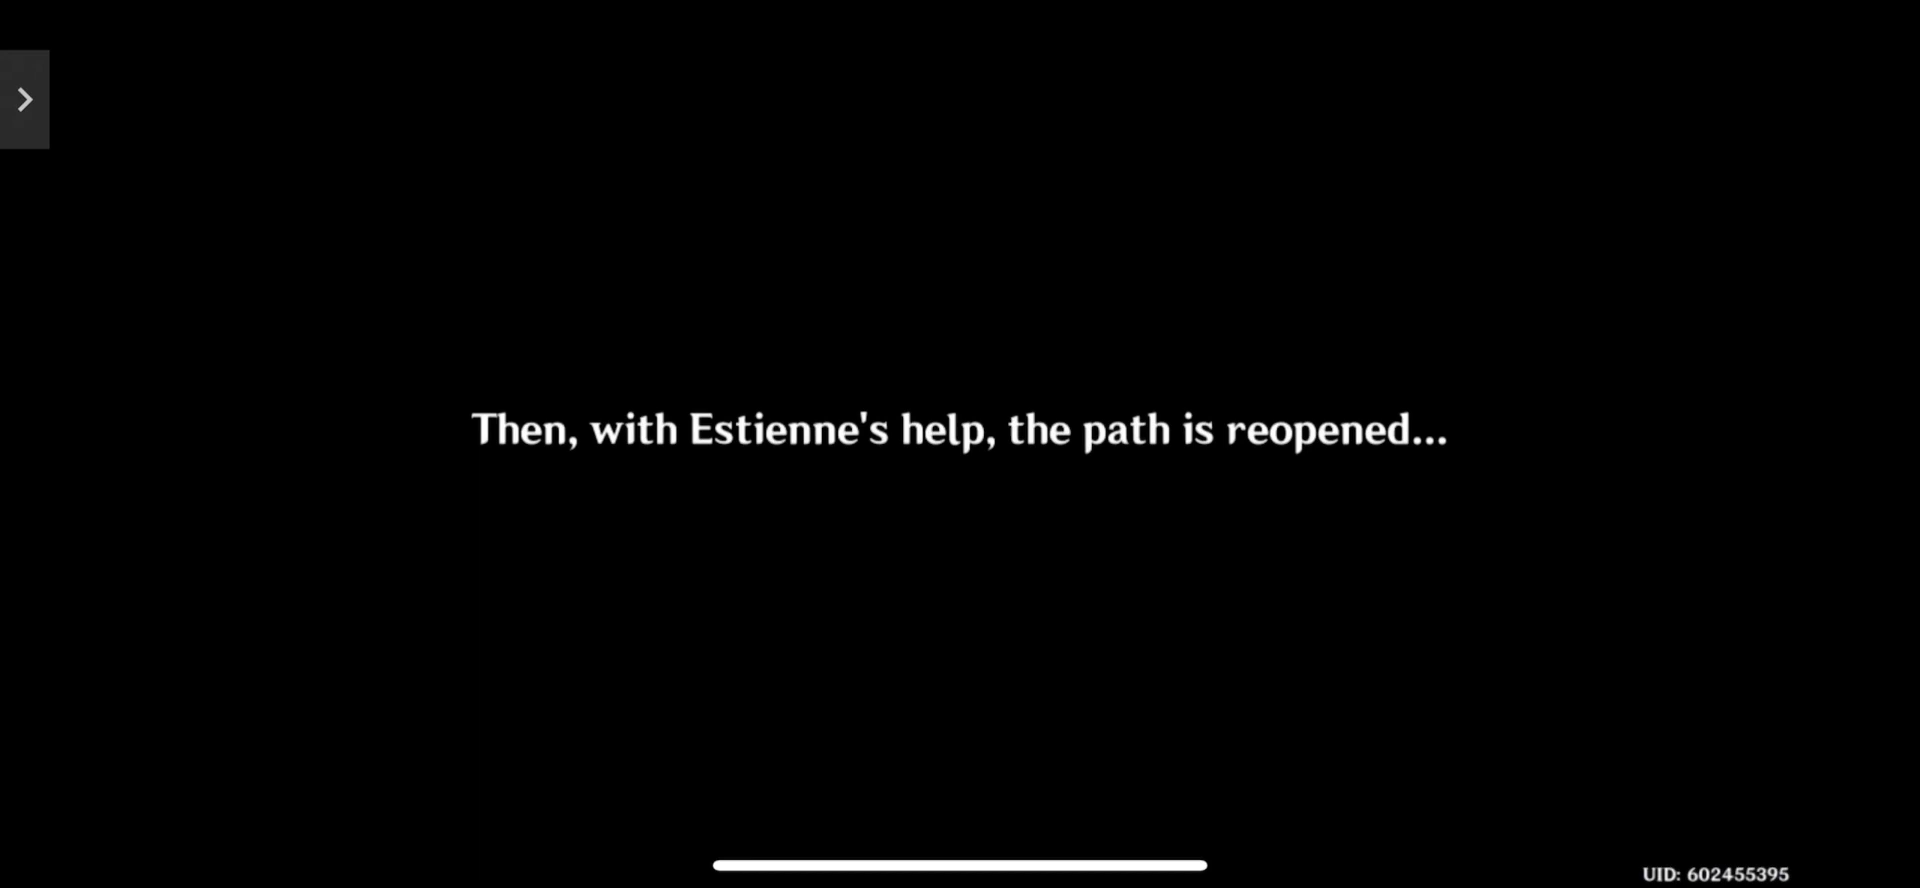 Then, with Estienne's help, the path is reopened...
UID: 602455395